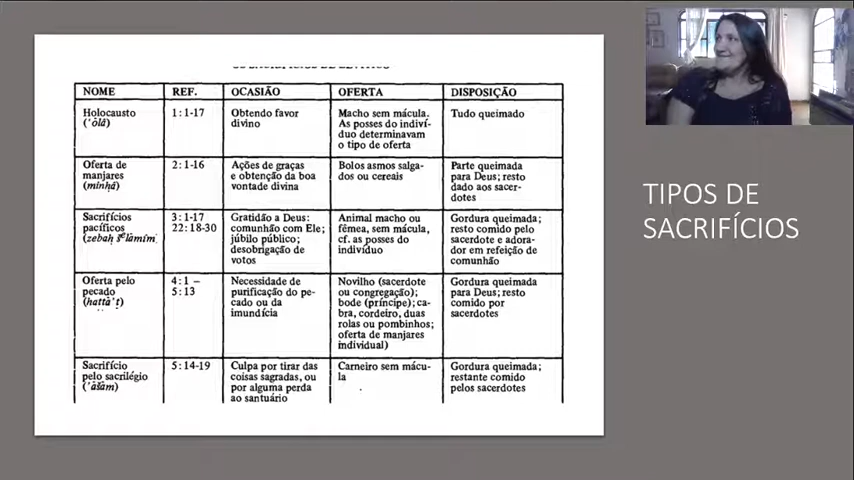 NOME REF. OCASIÃO OFERTA DISPOSIÇÃO
Holocausto 1:1-17 Obtendo favor Macho sem mácula. Tudo queimado
('ōlâ) divino As posses do indiví-
duo determinavam
o tipo de oferta
Oferta de 2:1-16 Ações de graças Bolos asmos salga- Parte queimada
manjares e obtenção da boa dos ou cereais para Deus; resto
(minḥâ) vontade divina dado aos sacer-
dotes
Sacrifícios 3:1-17 Gratidão a Deus: Animal macho ou Gordura queimada;
pacíficos 22:18-30 comunhão com Ele; fêmea, sem mácula, resto comido pelo
(zebaḥ šᵉlāmîm) júbilo público; cf. as posses do sacerdote e adora-
desobrigação de indivíduo dor em refeição de
votos comunhão
Oferta pelo 4:1 – Necessidade de Novilho (sacerdote Gordura queimada
pecado 5:13 purificação do pe- ou congregação); para Deus; resto
(hattā't) cado ou da bode (príncipe); ca- comido por
imundícia bra, cordeiro, duas sacerdotes
rolas ou pombinhos;
oferta de manjares
individual)
Sacrifício 5:14-19 Culpa por tirar das Carneiro sem mácu- Gordura queimada;
pelo sacrilégio coisas sagradas, ou la restante comido
('āšām) por alguma perda pelos sacerdotes
ao santuário
TIPOS DE
SACRIFÍCIOS